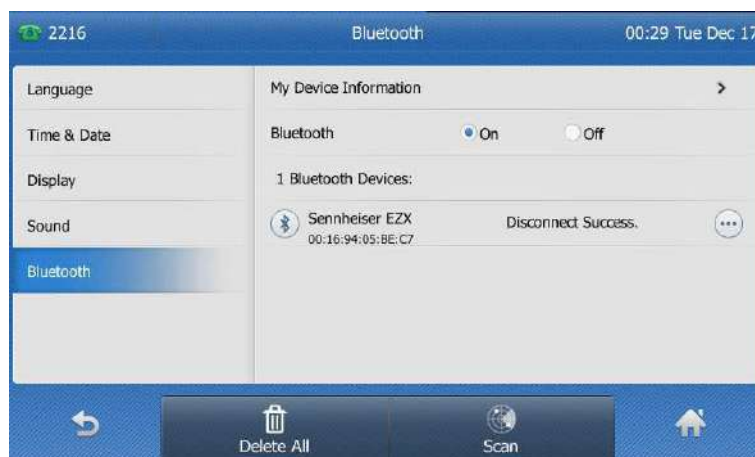 2216 Bluetooth 00:29 Tue Dec 17
Language
Time & Date
Display
Sound
Bluetooth
My Device Information
Bluetooth On Off
1 Bluetooth Devices:
Sennheiser EZX Disconnect Success.
00:16:94:05:BE:C7
Delete All Scan